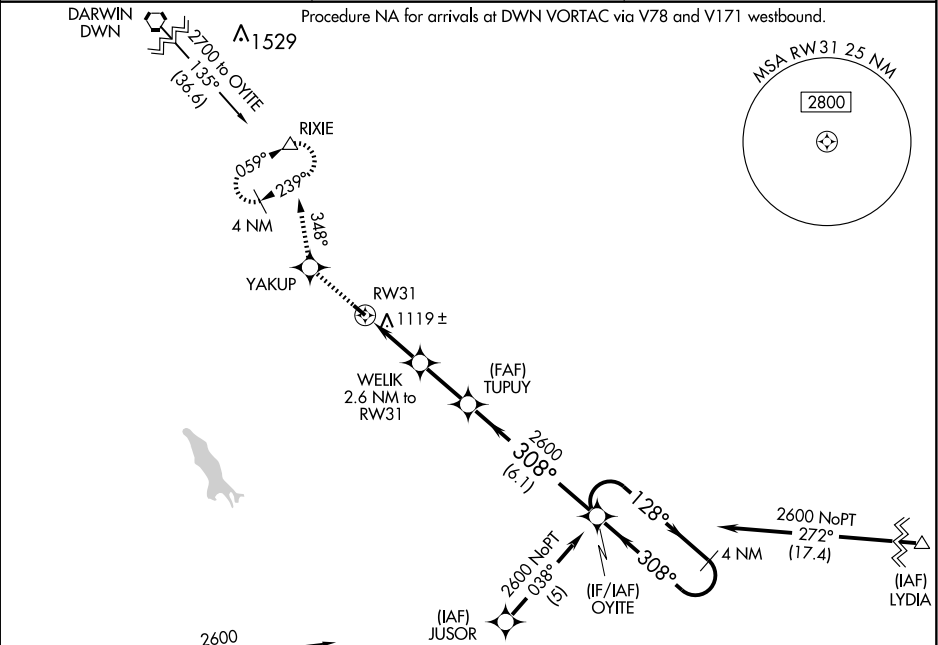 Procedure NA for arrivals at DWN VORTAC via V78 and V171 westbound.
DARWIN
DWN
1529
2700 to OYITE
135°
(36.6)
MSA RW31 25 NM
2800
RIXIE
059°
239°
4 NM
348°
YAKUP
RW31
1119 ±
WELIK
2.6 NM to
RW31
(FAF)
TUPUY
2600
308°
(6.1)
128°
308°
4 NM
2600 NoPT
272°
(17.4)
(IAF)
LYDIA
(IF/IAF)
OYITE
2600 NoPT
038°
(5)
(IAF)
JUSOR
2600